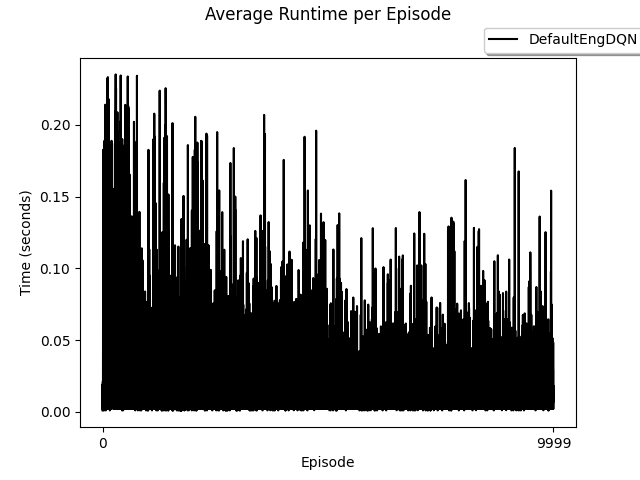 Average Runtime per Episode
DefaultEngDQN
Time (seconds)
0.20
0.15
0.10
0.05
0.00
0
9999
Episode